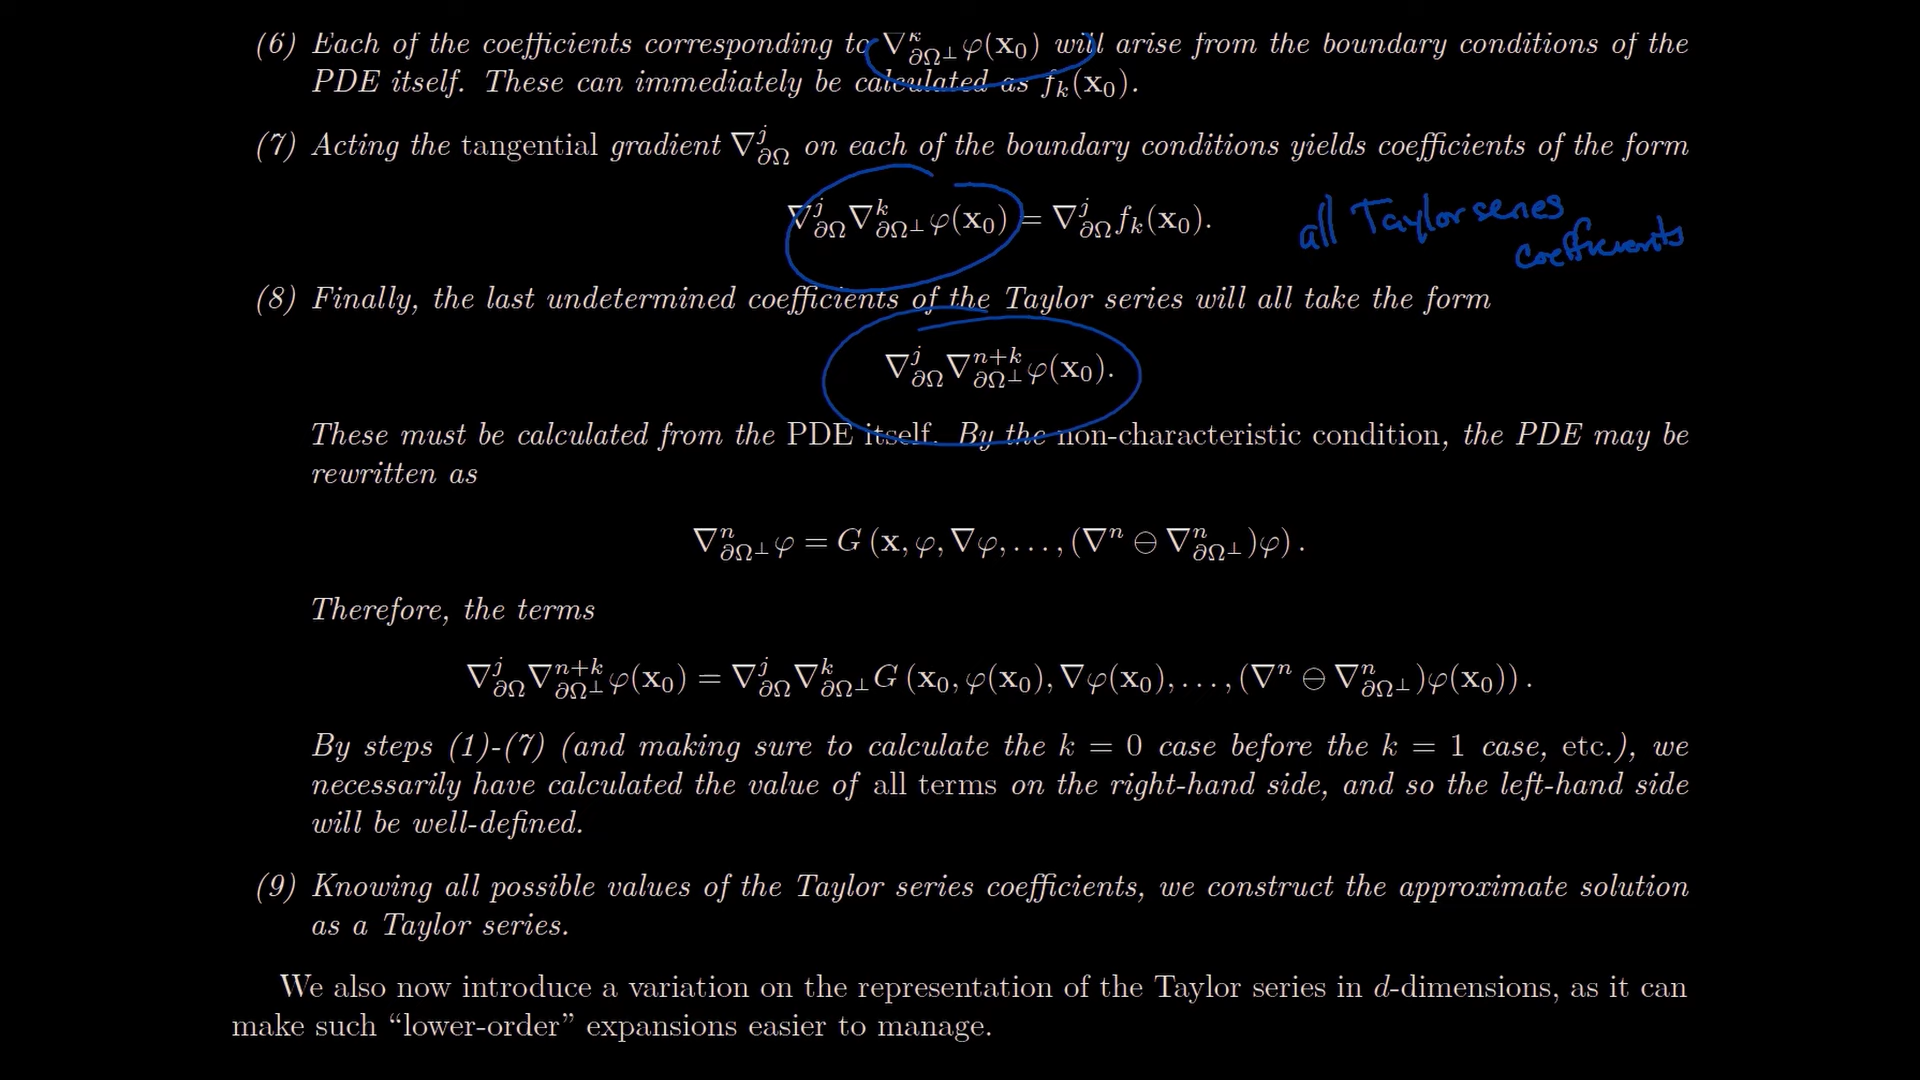 (6) Each of the coefficients corresponding to ∇^κ_{∂Ω⊥}φ(x₀) will arise from the boundary conditions of the
PDE itself. These can immediately be calculated as f_k(x₀).
(7) Acting the tangential gradient ∇^j_{∂Ω} on each of the boundary conditions yields coefficients of the form
∇^j_{∂Ω}∇^k_{∂Ω⊥}φ(x₀) = ∇^j_{∂Ω}f_k(x₀).
all Taylor series
coefficients
(8) Finally, the last undetermined coefficients of the Taylor series will all take the form
∇^j_{∂Ω}∇^{n+k}_{∂Ω⊥}φ(x₀).
These must be calculated from the PDE itself. By the non-characteristic condition, the PDE may be
rewritten as
∇^n_{∂Ω⊥}φ = G (x, φ, ∇φ, . . . , (∇^n ⊖ ∇^n_{∂Ω⊥})φ) .
Therefore, the terms
∇^j_{∂Ω}∇^{n+k}_{∂Ω⊥}φ(x₀) = ∇^j_{∂Ω}∇^k_{∂Ω⊥}G (x₀, φ(x₀), ∇φ(x₀), . . . , (∇^n ⊖ ∇^n_{∂Ω⊥})φ(x₀)) .
By steps (1)-(7) (and making sure to calculate the k = 0 case before the k = 1 case, etc.), we
necessarily have calculated the value of all terms on the right-hand side, and so the left-hand side
will be well-defined.
(9) Knowing all possible values of the Taylor series coefficients, we construct the approximate solution
as a Taylor series.
We also now introduce a variation on the representation of the Taylor series in d-dimensions, as it can
make such “lower-order” expansions easier to manage.